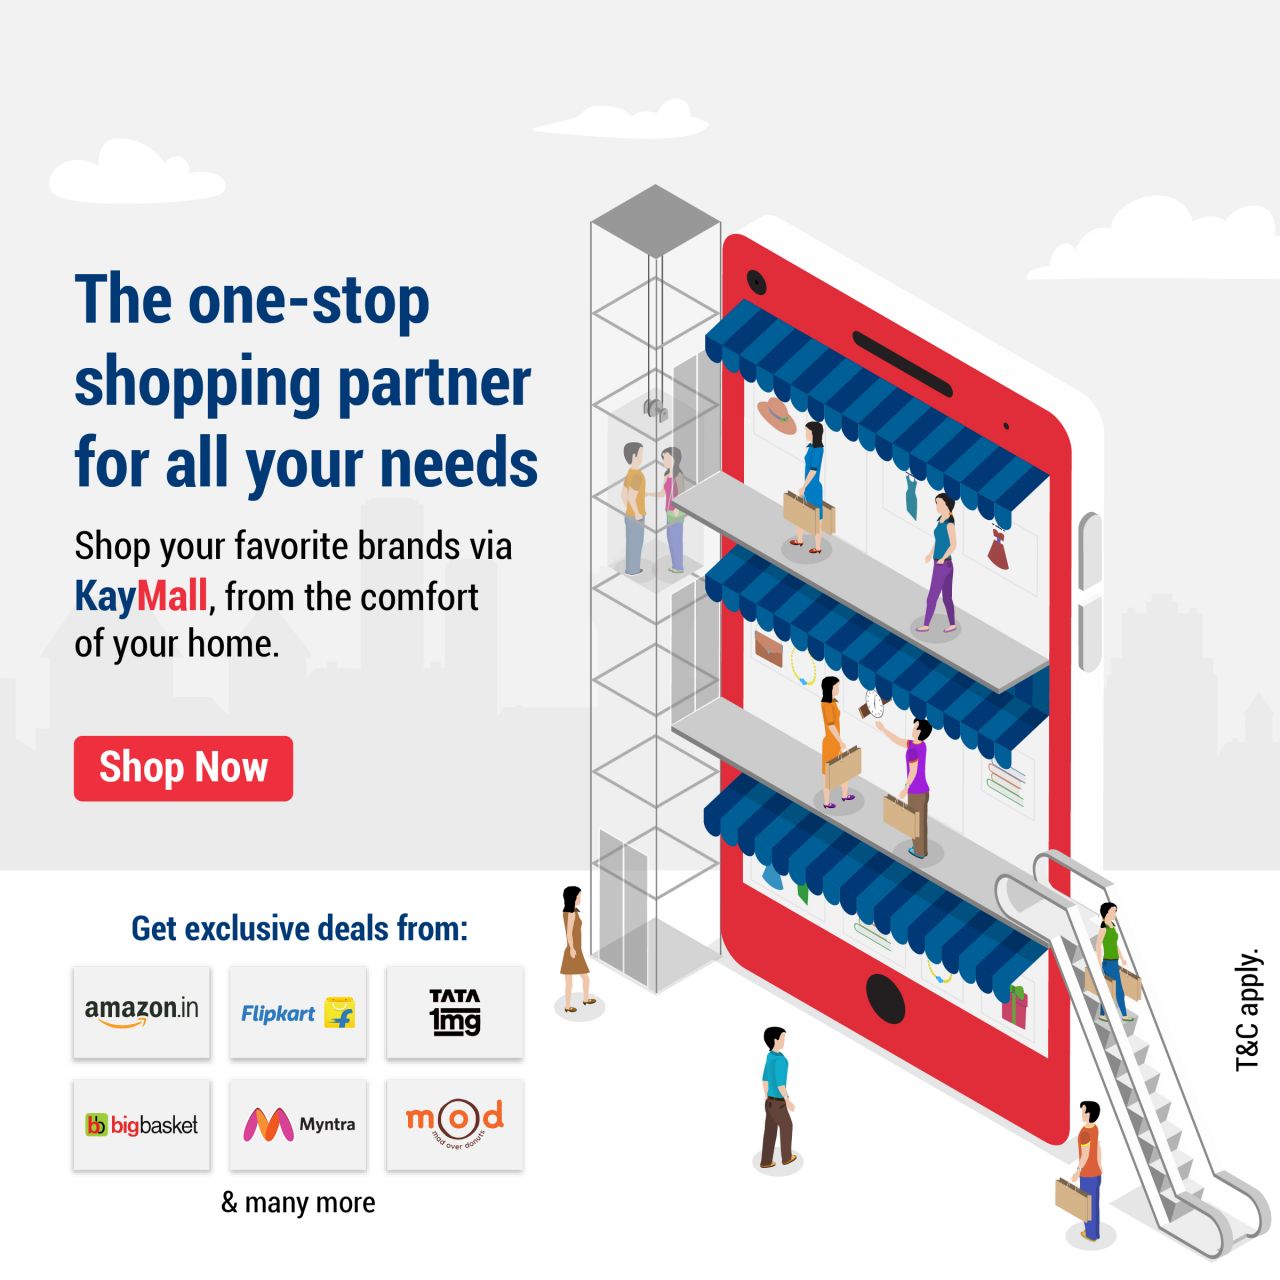 The one-stop
shopping partner
for all your needs
Shop your favorite brands via
KayMall, from the comfort
of your home.
Shop Now
Get exclusive deals from:
amazon.in
Flipkart
TATA
1mg
bb bigbasket
Myntra
mod
mad over donuts
& many more
T&C apply.